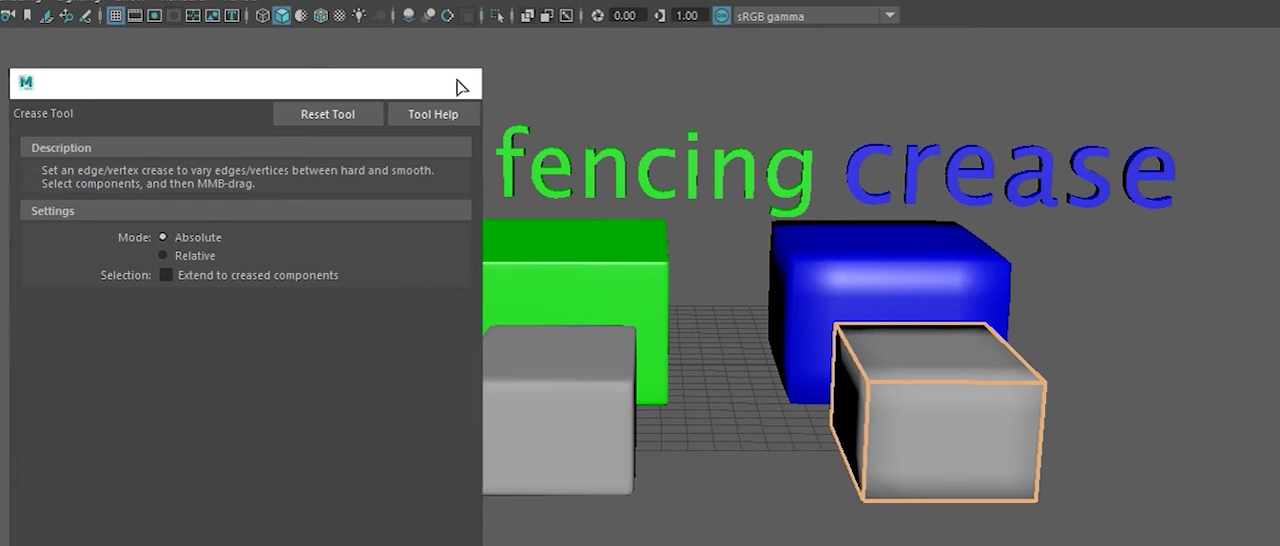 0.00 1.00 sRGB gamma
M
Crease Tool Reset Tool Tool Help
Description
Set an edge/vertex crease to vary edges/vertices between hard and smooth.
Select components, and then MMB-drag.
Settings
Mode: Absolute
Relative
Selection: Extend to creased components
fencing crease